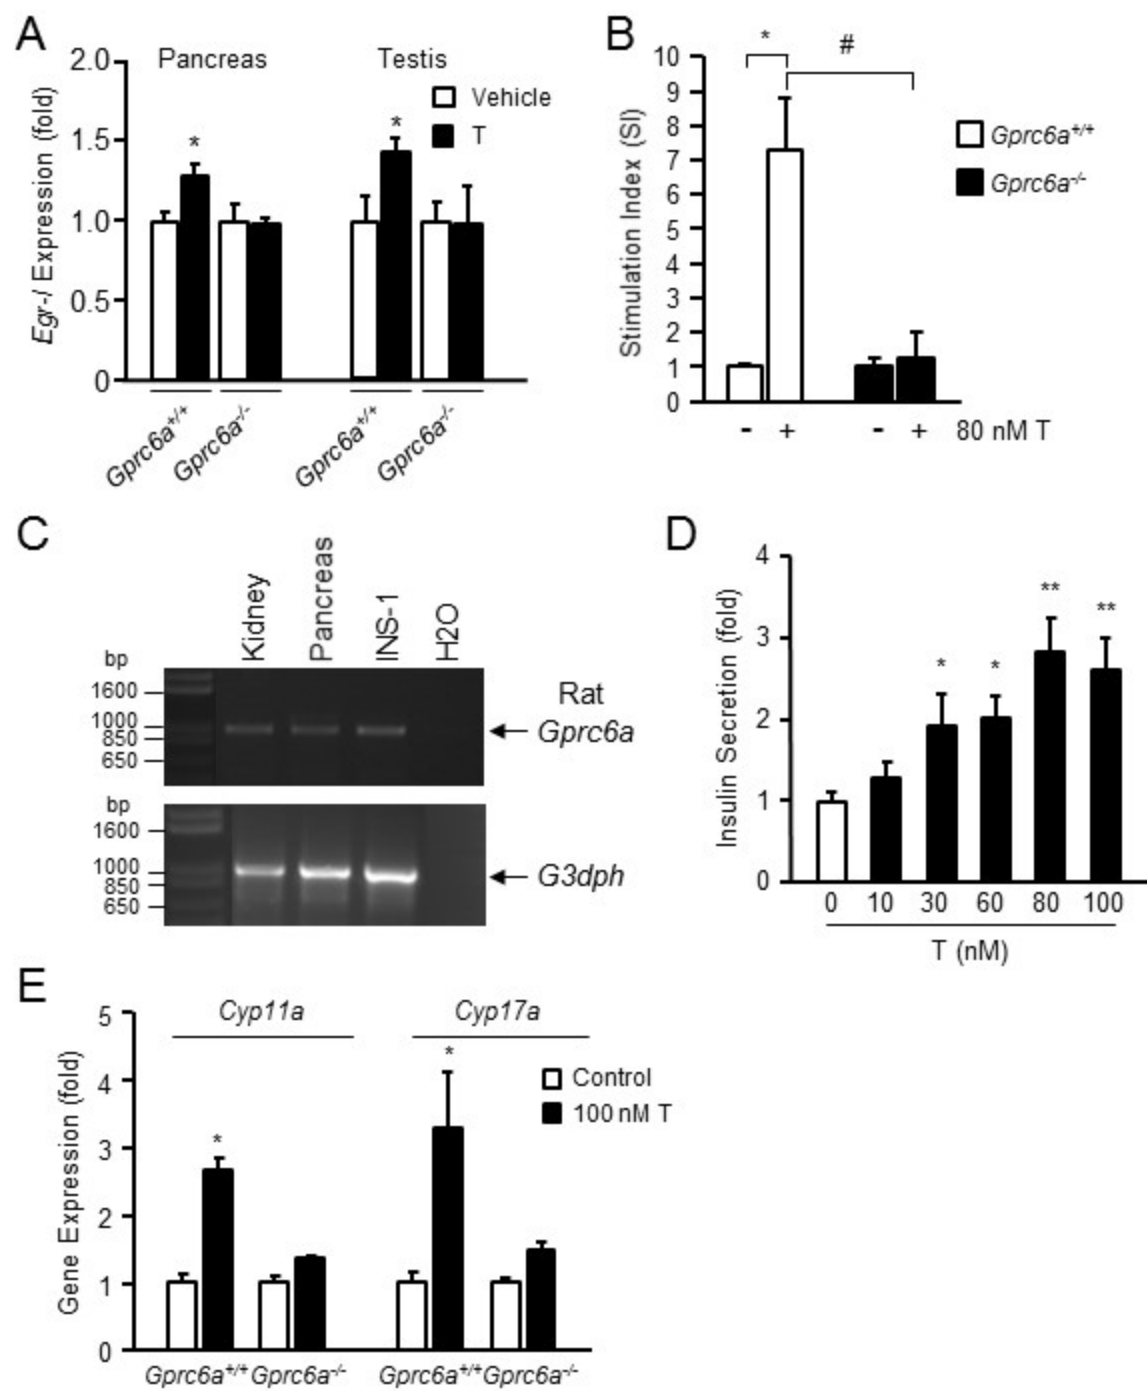 A
Pancreas
Testis
Vehicle
T
Egr-I Expression (fold)
2.0
1.5
1.0
0.5
0
*
*
Gprc6a+/+
Gprc6a-/-
Gprc6a+/+
Gprc6a-/-
B
*
#
Stimulation Index (SI)
10
9
8
7
6
5
4
3
2
1
0
Gprc6a+/+
Gprc6a-/-
- + - + 80 nM T
C
Kidney
Pancreas
INS-1
H2O
bp
1600
1000
850
650
Rat
Gprc6a
bp
1600
1000
850
650
G3dph
D
Insulin Secretion (fold)
4
3
2
1
0
*
*
**
**
0 10 30 60 80 100
T (nM)
E
Cyp11a
Cyp17a
Gene Expression (fold)
5
4
3
2
1
0
*
*
Control
100 nM T
Gprc6a+/+ Gprc6a-/- Gprc6a+/+ Gprc6a-/-